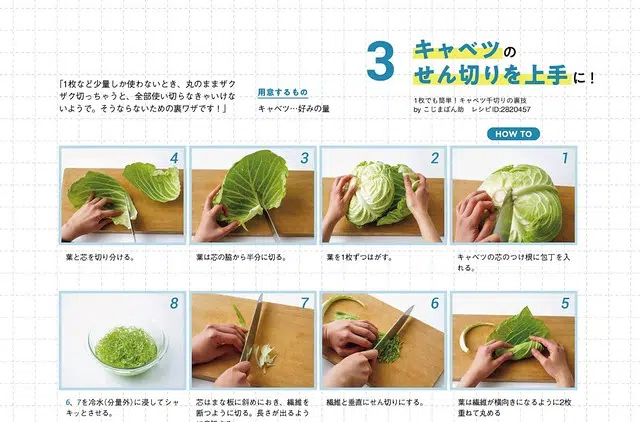 3
キャベツの
せん切りを上手に!
1枚でも簡単!キャベツ千切りの裏技
by こじまぽん助 レシピID:2820457
「1枚など少量しか使わないとき、丸のままザク
ザク切っちゃうと、全部使い切らなきゃいけな
いようで。そうならないための裏ワザです!」
用意するもの
キャベツ…好みの量
HOW TO
1
キャベツの芯のつけ根に包丁を入
れる。
2
葉を1枚ずつはがす。
3
葉は芯の脇から半分に切る。
4
葉と芯を切り分ける。
5
葉は繊維が横向きになるように2枚
重ねて丸める
6
繊維と垂直にせん切りにする。
7
芯はまな板に斜めにおき、繊維を
断つように切る。長さが出るように
8
6、7を冷水(分量外)に浸してシャ
キッとさせる。